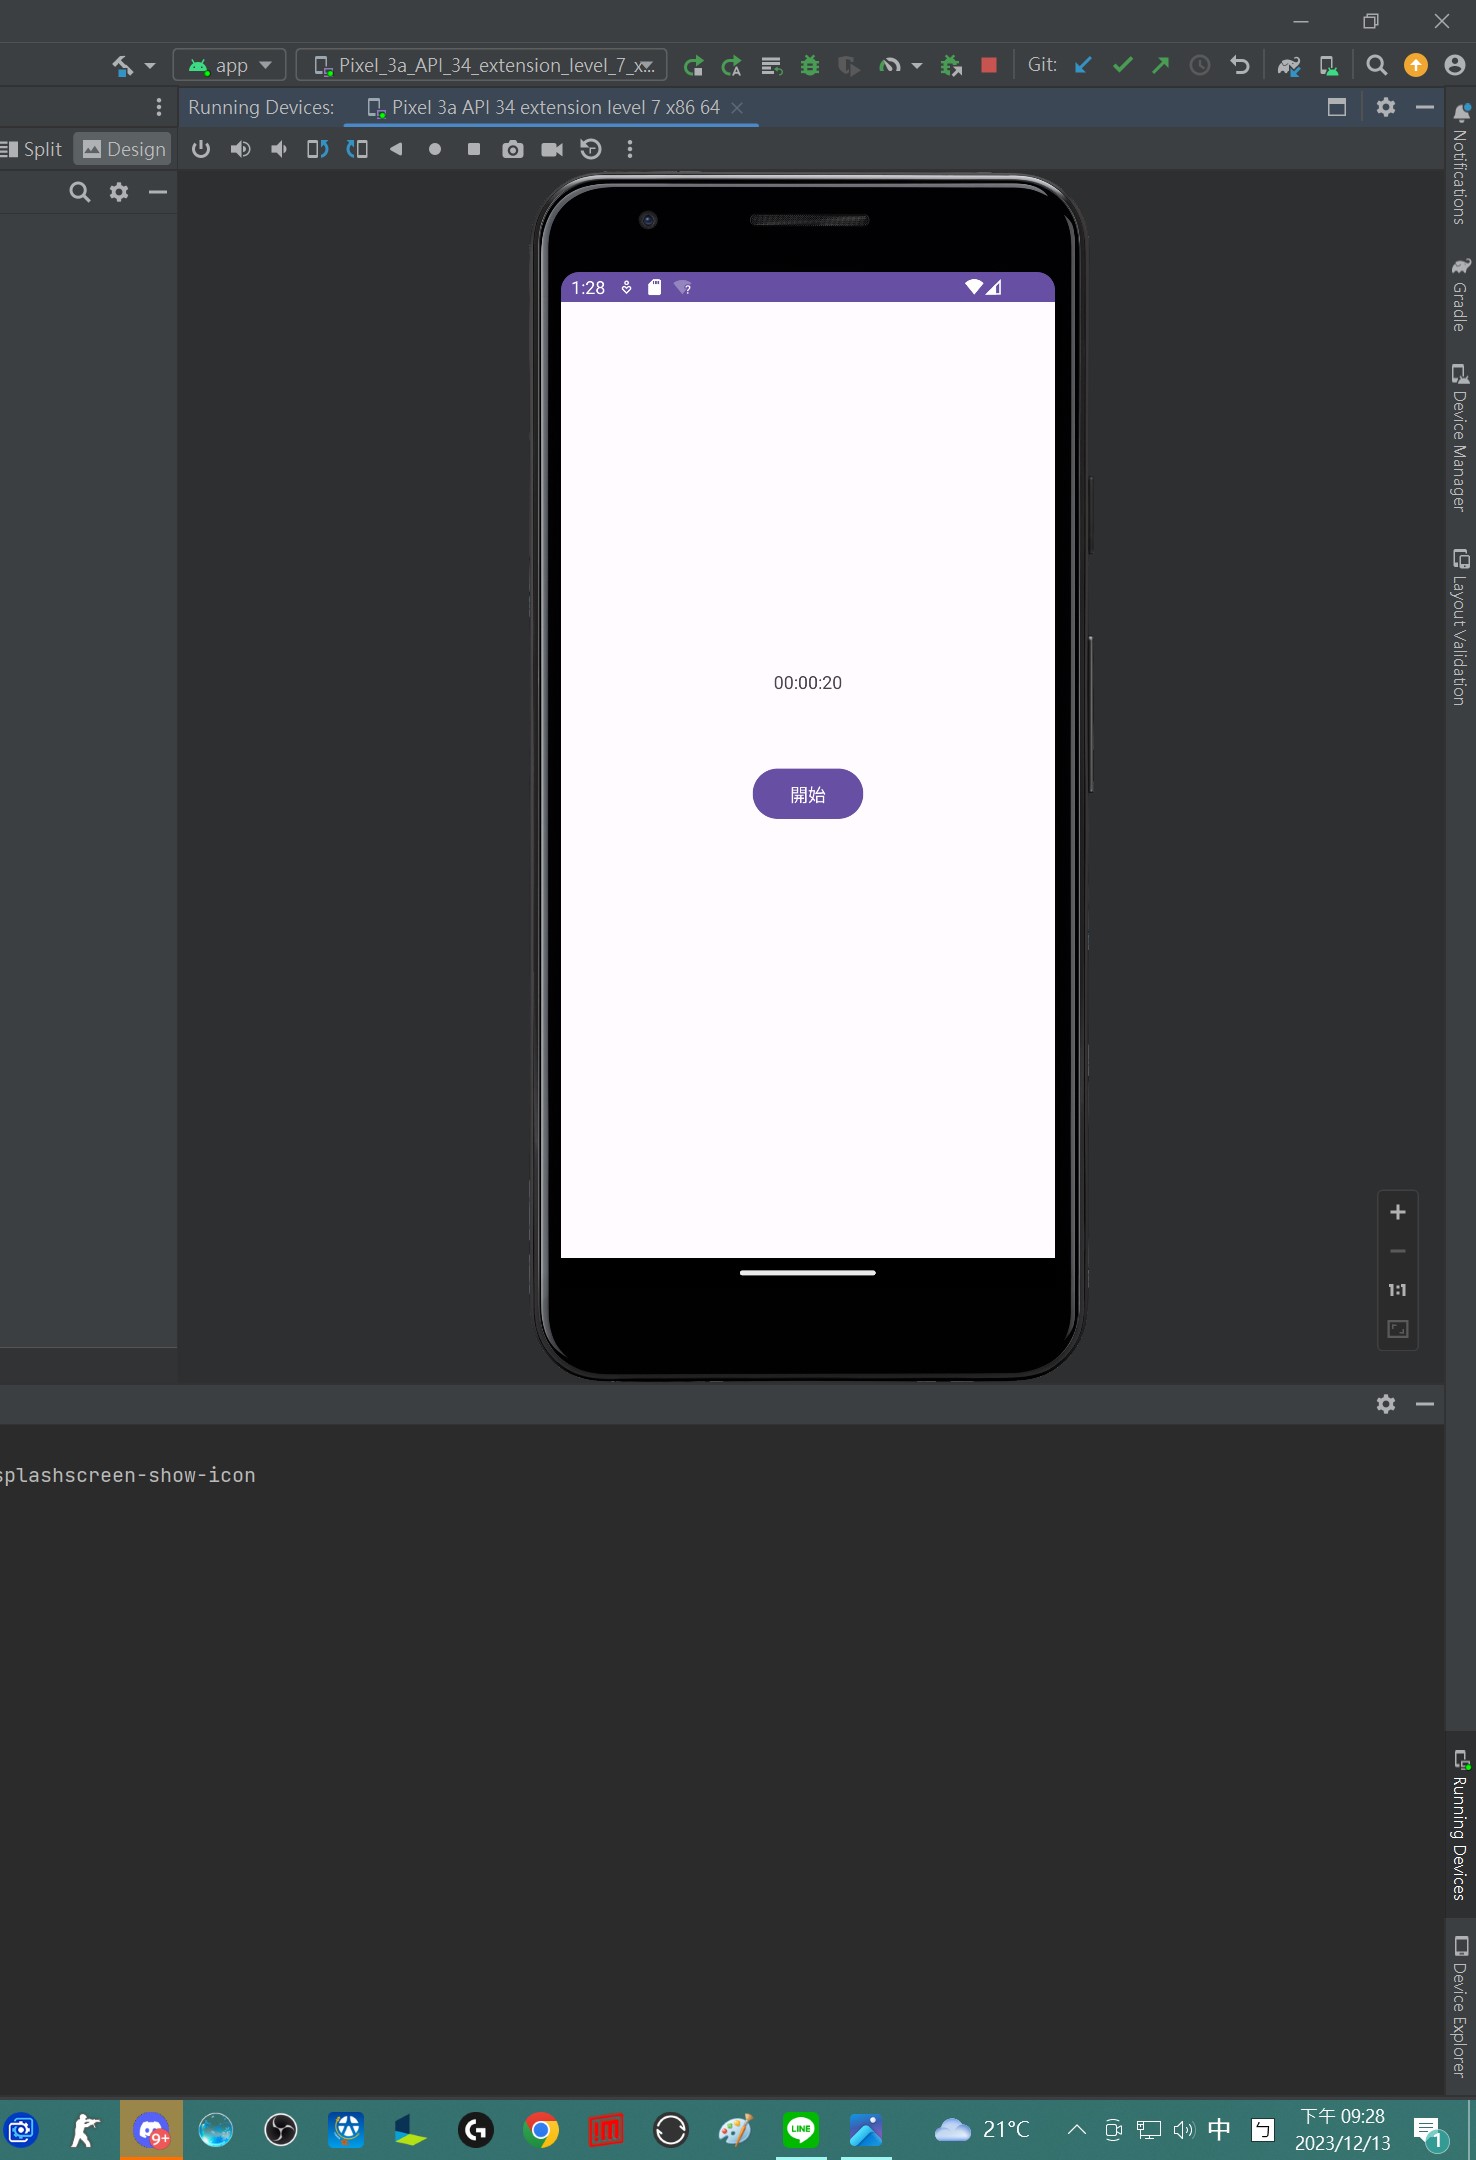 app
Pixel_3a_API_34_extension_level_7_x...
Git:
Running Devices:
Pixel 3a API 34 extension level 7 x86 64
Split
Design
Notifications
Gradle
Device Manager
Layout Validation
1:28
?
00:00:20
開始
1:1
splashscreen-show-icon
Running Devices
Device Explorer
9+
LINE
21°C
中
ㄅ
下午 09:28
2023/12/13
1